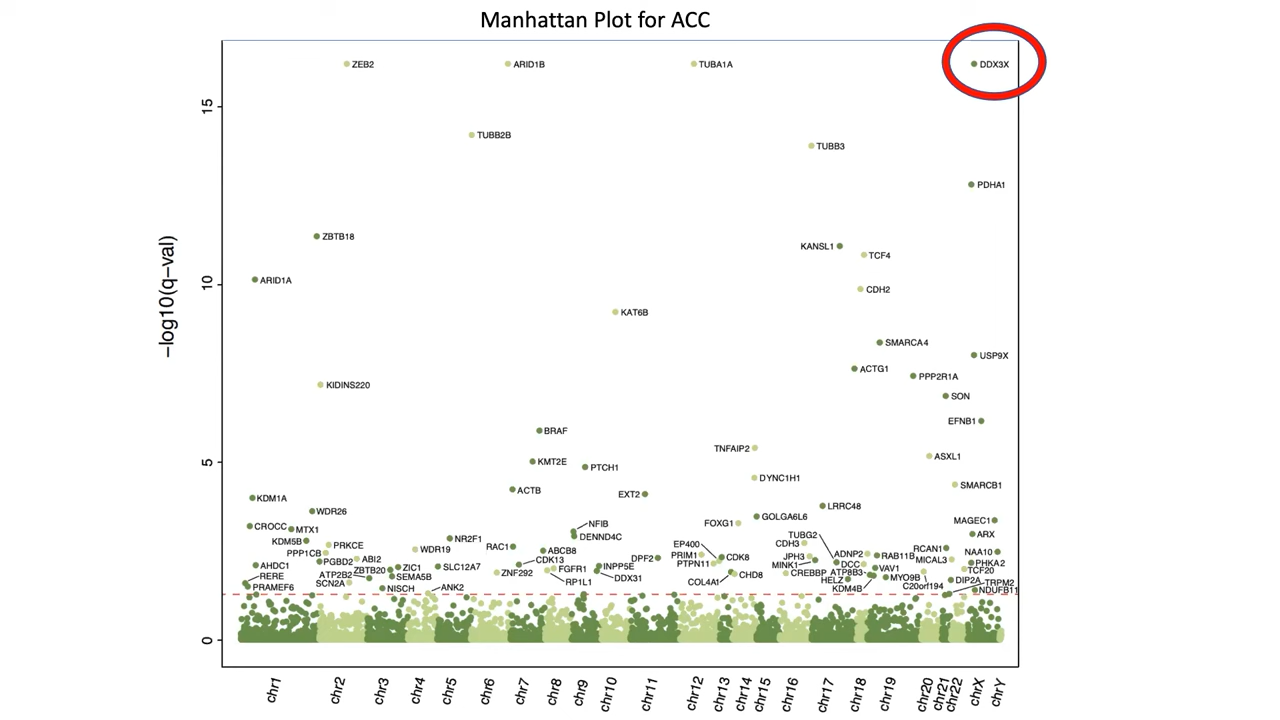 Manhattan Plot for ACC
ZEB2
ARID1B
TUBA1A
DDX3X
15
TUBB2B
TUBB3
PDHA1
ZBTB18
KANSL1
TCF4
ARID1A
10
CDH2
KAT6B
SMARCA4
USP9X
ACTG1
PPP2R1A
KIDINS220
SON
EFNB1
BRAF
TNFAIP2
ASXL1
5
KMT2E
PTCH1
DYNC1H1
SMARCB1
ACTB
EXT2
KDM1A
LRRC48
WDR26
GOLGA6L6
MAGEC1
FOXG1
NFIB
CROCC
MTX1
DENND4C
TUBG2
ARX
KDM5B
NR2F1
PRKCE
EP400
CDH3
RAC1
WDR19
ABCB8
RCAN1
PPP1CB
PRIM1
ADNP2
RAB11B
NAA10
ABI2
DPF2
CDK8
JPH3
MICAL3
PGBD2
CDK13
PTPN11
MINK1
DCC
PHKA2
AHDC1
ZBTB20
ZIC1
SLC12A7
FGFR1
INPP5E
VAV1
TCF20
RERE
ATP2B2
SEMA5B
ZNF292
DDX31
COL4A1
CHD8
CREBBP
ATP8B3
MYO9B
SCN2A
RP1L1
HELZ
DIP2A
TRPM2
PRAMEF6
NISCH
ANK2
KDM4B
C20orf194
NDUFB11
0
−log10(q−val)
chr1
chr2
chr3
chr4
chr5
chr6
chr7
chr8
chr9
chr10
chr11
chr12
chr13
chr14
chr15
chr16
chr17
chr18
chr19
chr20
chr21
chr22
chrX
chrY